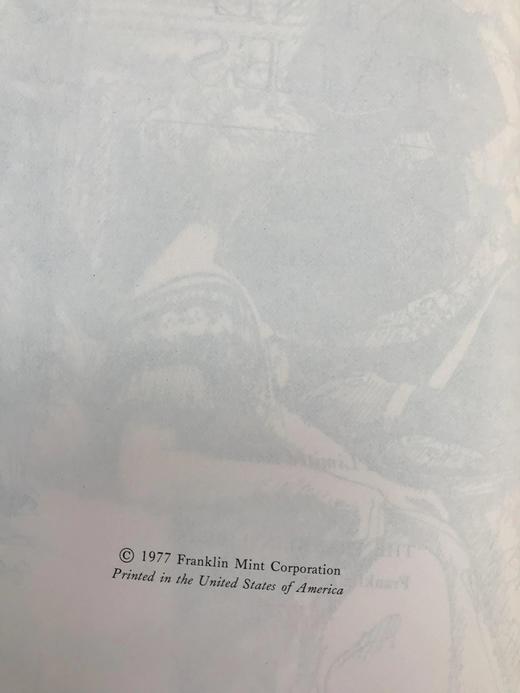 © 1977 Franklin Mint Corporation
Printed in the United States of America